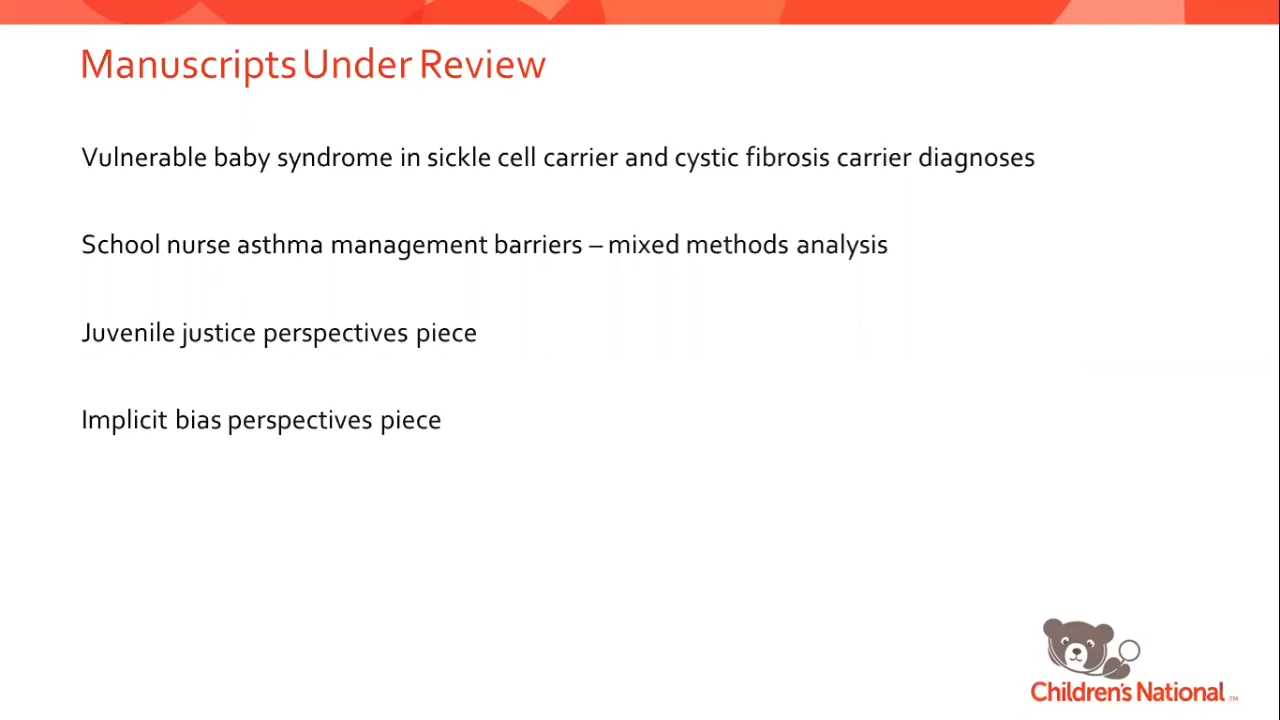 Manuscripts Under Review
Vulnerable baby syndrome in sickle cell carrier and cystic fibrosis carrier diagnoses
School nurse asthma management barriers – mixed methods analysis
Juvenile justice perspectives piece
Implicit bias perspectives piece
Children's National ™